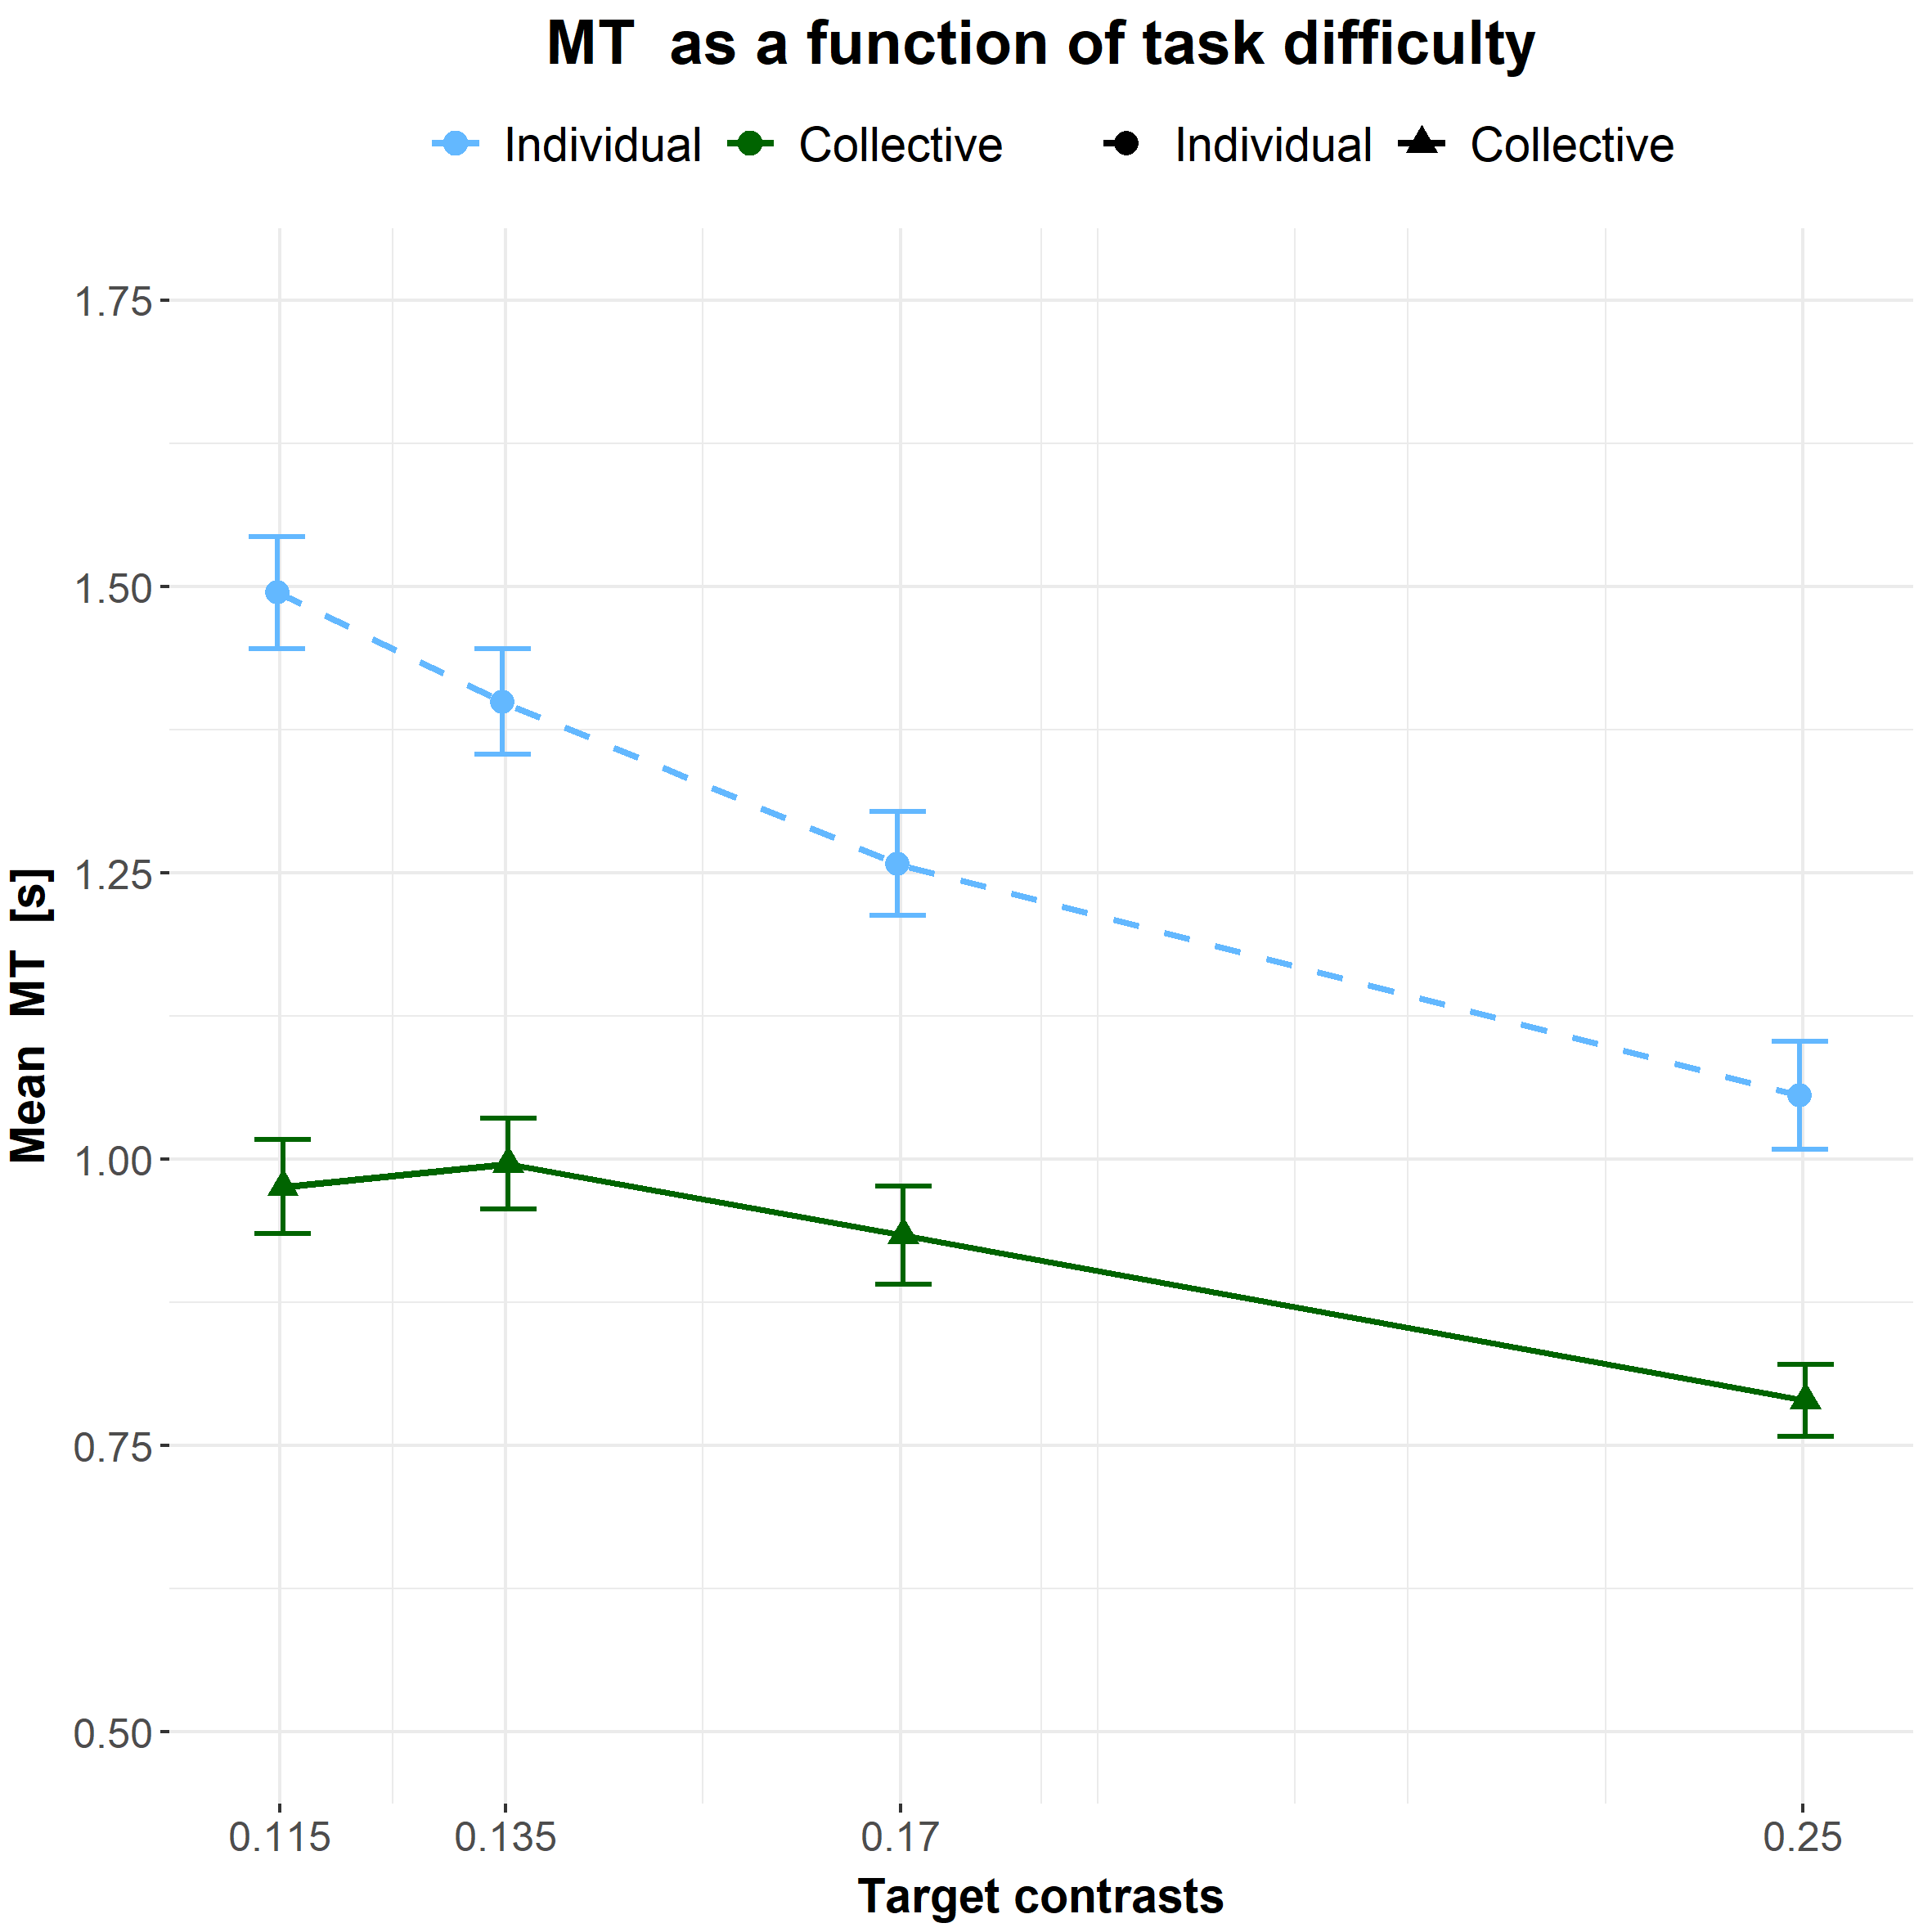 MT as a function of task difficulty
Individual Collective Individual Collective
1.75
1.50
1.25
1.00
0.75
0.50
Mean MT [s]
0.115 0.135 0.17 0.25
Target contrasts